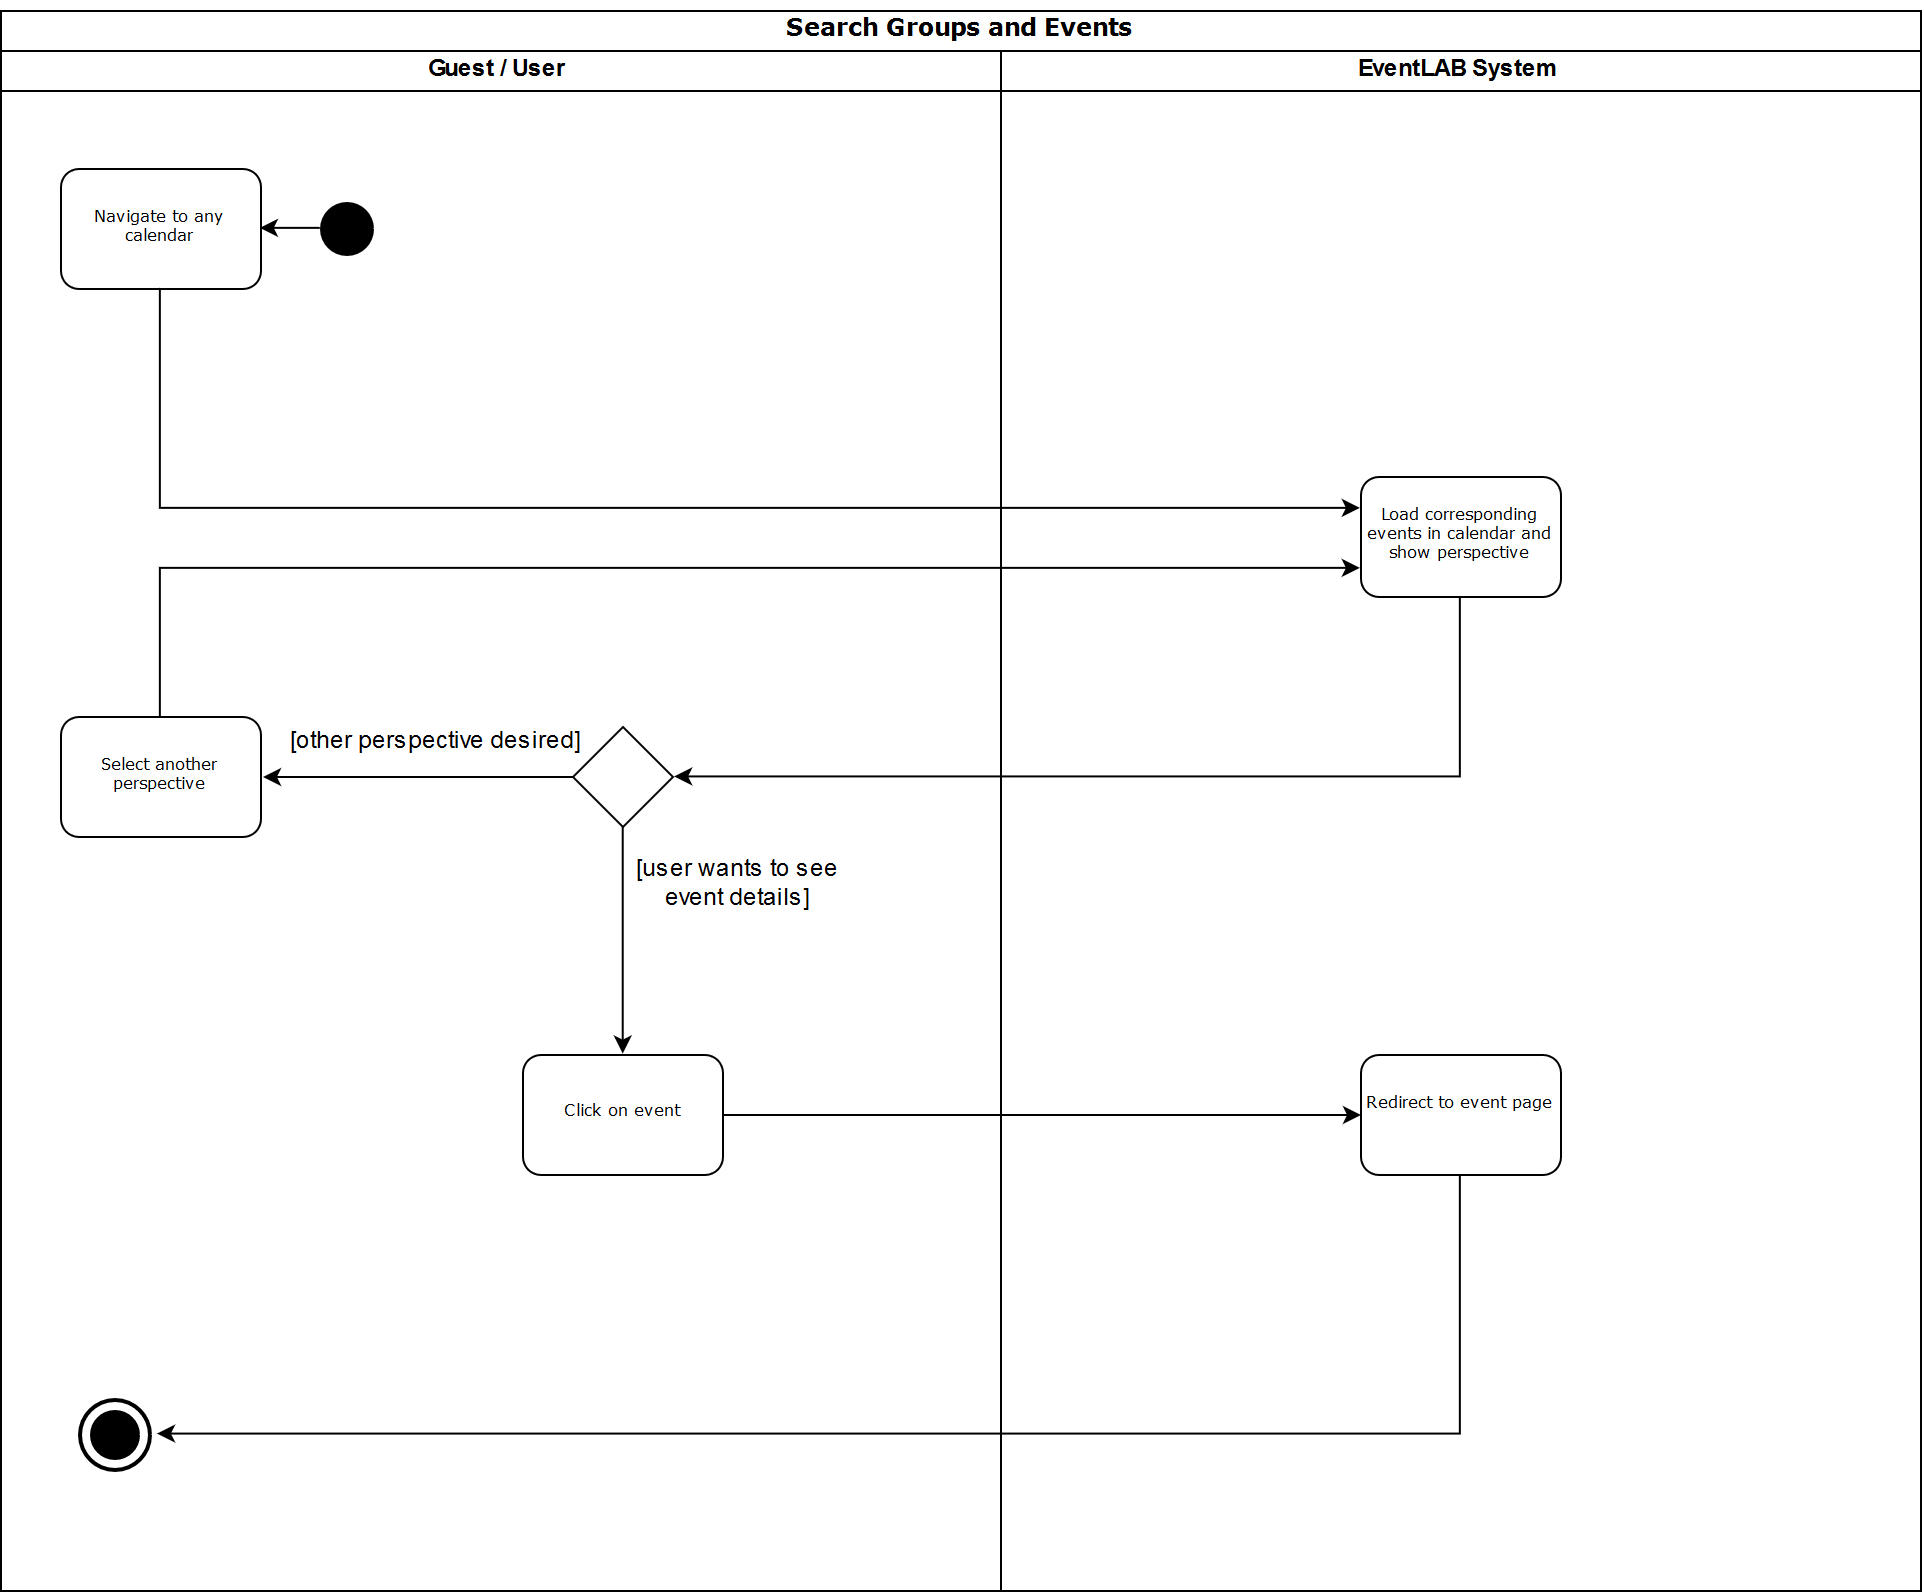 Search Groups and Events
Guest / User
EventLAB System
Navigate to any
calendar
Load corresponding
events in calendar and
show perspective
[other perspective desired]
Select another
perspective
[user wants to see
event details]
Click on event
Redirect to event page